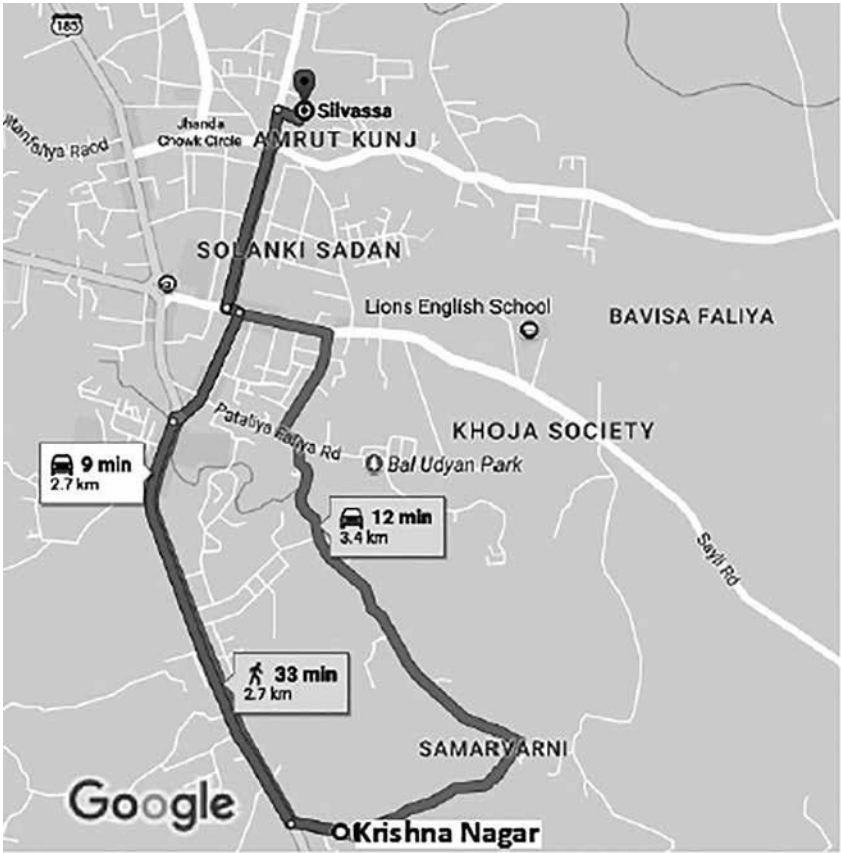 185
Silvassa
Jhanda
Chowk Circle
AMRUT KUNJ
SOLANKI SADAN
Lions English School
BAVISA FALIYA
Pataliya Faliya Rd
KHOJA SOCIETY
Bal Udyan Park
9 min
2.7 km
12 min
3.4 km
Sayli Rd
33 min
2.7 km
SAMARVARNI
Google
Krishna Nagar